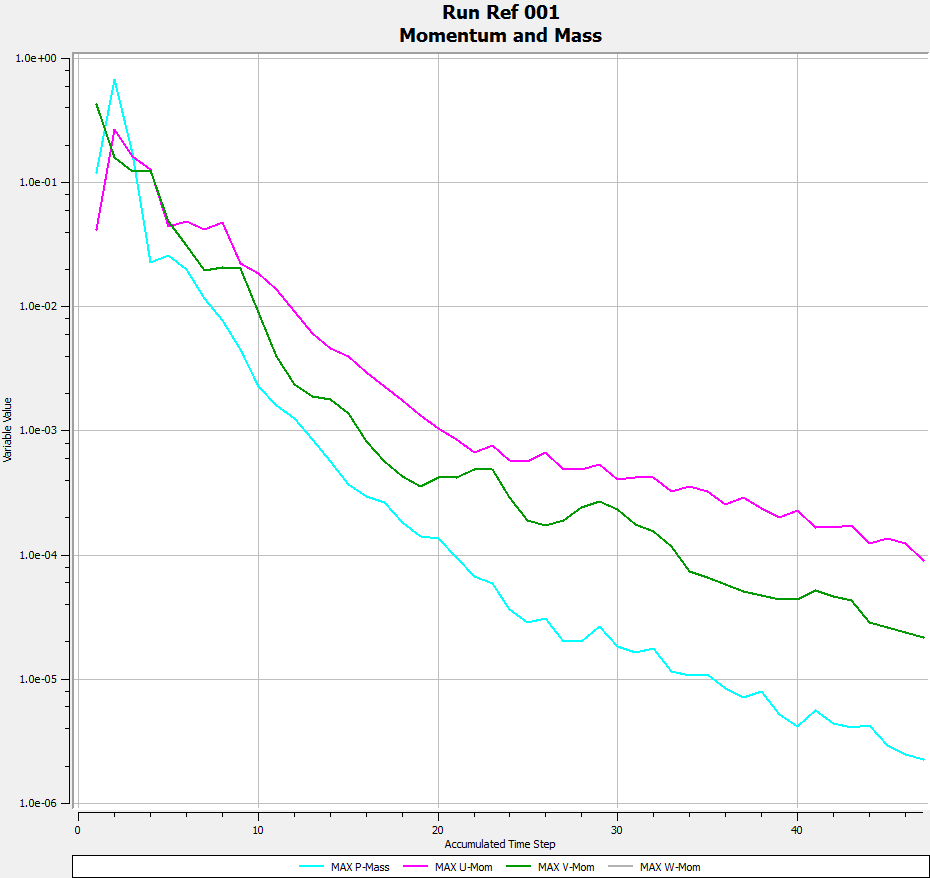 Run Ref 001
Momentum and Mass
1.0e+00
1.0e-01
1.0e-02
1.0e-03
1.0e-04
1.0e-05
1.0e-06
Variable Value
0 10 20 30 40
Accumulated Time Step
MAX P-Mass MAX U-Mom MAX V-Mom MAX W-Mom